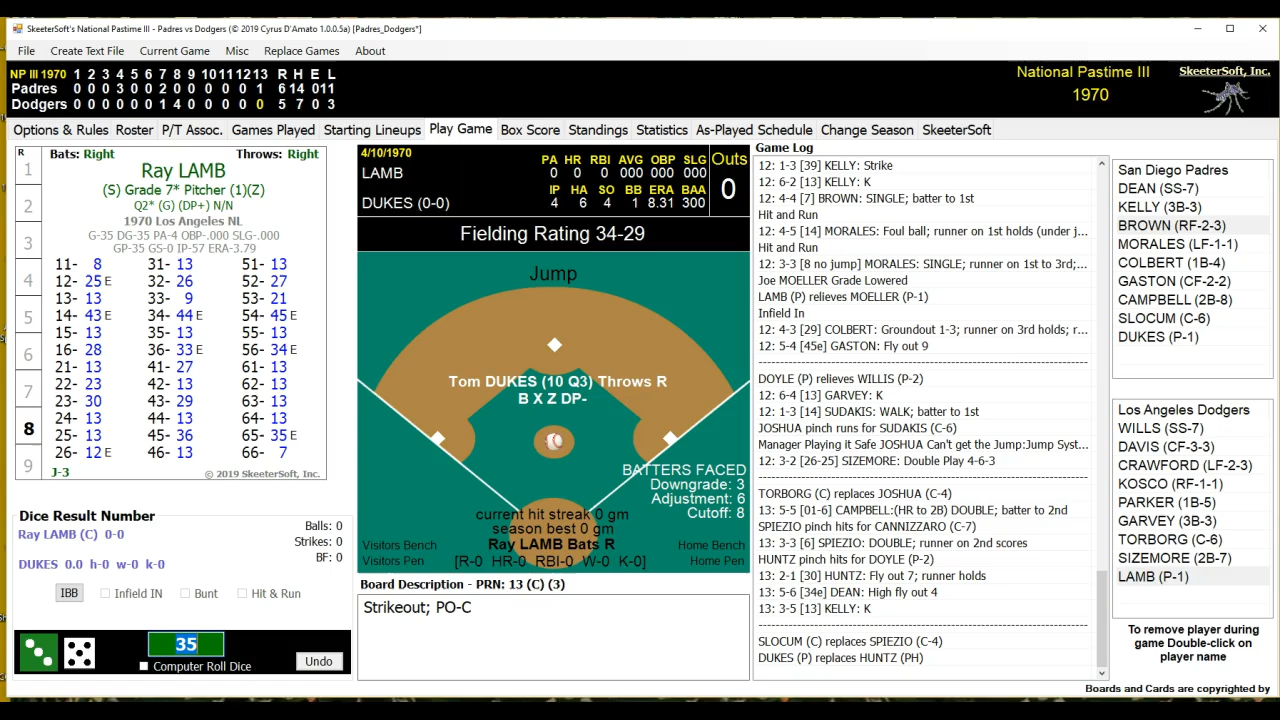 SkeeterSoft's National Pastime III - Padres vs Dodgers (© 2019 Cyrus D'Amato 1.0.0.5a) [Padres_Dodgers*]
File Create Text File Current Game Misc Replace Games About
NP III 1970 1 2 3 4 5 6 7 8 9 10 11 12 13 R H E L
Padres 0 0 0 3 0 0 2 0 0 0 0 0 1 6 14 0 11
Dodgers 0 0 0 0 0 0 1 4 0 0 0 0 0 5 7 0 3
National Pastime III
1970
SkeeterSoft, Inc.
Options & Rules Roster P/T Assoc. Games Played Starting Lineups Play Game Box Score Standings Statistics As-Played Schedule Change Season SkeeterSoft
R
1
2
3
4
5
6
7
8
9
Bats: Right Throws: Right
Ray LAMB
(S) Grade 7* Pitcher (1)(Z)
Q2* (G) (DP+) N/N
1970 Los Angeles NL
G-35 DG-35 PA-4 OBP-.000 SLG-.000
GP-35 GS-0 IP-57 ERA-3.79
11- 8 31- 13 51- 13
12- 25 E 32- 26 52- 27
13- 13 33- 9 53- 21
14- 43 E 34- 44 E 54- 45 E
15- 13 35- 13 55- 13
16- 28 36- 33 E 56- 34 E
21- 13 41- 27 61- 13
22- 23 42- 13 62- 13
23- 30 43- 29 63- 13
24- 13 44- 13 64- 13
25- 13 45- 36 65- 35 E
26- 12 E 46- 13 66- 7
J-3 © 2019 SkeeterSoft, Inc.
Dice Result Number
Ray LAMB (C) 0-0
DUKES 0.0 h-0 w-0 k-0
Balls: 0
Strikes: 0
BF: 0
IBB Infield IN Bunt Hit & Run
35
Computer Roll Dice
Undo
4/10/1970
PA HR RBI AVG OBP SLG
LAMB 0 0 0 000 000 000
IP HA SO BB ERA BAA
DUKES (0-0) 4 6 4 1 8.31 300
Outs
0
Fielding Rating 34-29
Jump
Tom DUKES (10 Q3) Throws R
B X Z DP-
BATTERS FACED
Downgrade: 3
Adjustment: 6
Cutoff: 8
current hit streak 0 gm
season best 0 gm
Ray LAMB Bats R
[R-0 HR-0 RBI-0 W-0 K-0]
Visitors Bench
Visitors Pen
Home Bench
Home Pen
Board Description - PRN: 13 (C) (3)
Strikeout; PO-C
Game Log
12: 1-3 [39] KELLY: Strike
12: 6-2 [13] KELLY: K
12: 4-4 [7] BROWN: SINGLE; batter to 1st
Hit and Run
12: 4-5 [14] MORALES: Foul ball; runner on 1st holds (under j...
Hit and Run
12: 3-3 [8 no jump] MORALES: SINGLE; runner on 1st to 3rd;...
Joe MOELLER Grade Lowered
LAMB (P) relieves MOELLER (P-1)
Infield In
12: 4-3 [29] COLBERT: Groundout 1-3; runner on 3rd holds; r...
12: 5-4 [45e] GASTON: Fly out 9
DOYLE (P) relieves WILLIS (P-2)
12: 6-4 [13] GARVEY: K
12: 1-3 [14] SUDAKIS: WALK; batter to 1st
JOSHUA pinch runs for SUDAKIS (C-6)
Manager Playing it Safe JOSHUA Can't get the Jump:Jump Syst...
12: 3-2 [26-25] SIZEMORE: Double Play 4-6-3
TORBORG (C) replaces JOSHUA (C-4)
13: 5-5 [01-6] CAMPBELL:(HR to 2B) DOUBLE; batter to 2nd
SPIEZIO pinch hits for CANNIZZARO (C-7)
13: 3-3 [6] SPIEZIO: DOUBLE; runner on 2nd scores
HUNTZ pinch hits for DOYLE (P-2)
13: 2-1 [30] HUNTZ: Fly out 7; runner holds
13: 5-6 [34e] DEAN: High fly out 4
13: 3-5 [13] KELLY: K
SLOCUM (C) replaces SPIEZIO (C-4)
DUKES (P) replaces HUNTZ (PH)
San Diego Padres
DEAN (SS-7)
KELLY (3B-3)
BROWN (RF-2-3)
MORALES (LF-1-1)
COLBERT (1B-4)
GASTON (CF-2-2)
CAMPBELL (2B-8)
SLOCUM (C-6)
DUKES (P-1)
Los Angeles Dodgers
WILLS (SS-7)
DAVIS (CF-3-3)
CRAWFORD (LF-2-3)
KOSCO (RF-1-1)
PARKER (1B-5)
GARVEY (3B-3)
TORBORG (C-6)
SIZEMORE (2B-7)
LAMB (P-1)
To remove player during
game Double-click on
player name
Boards and Cards are copyrighted by